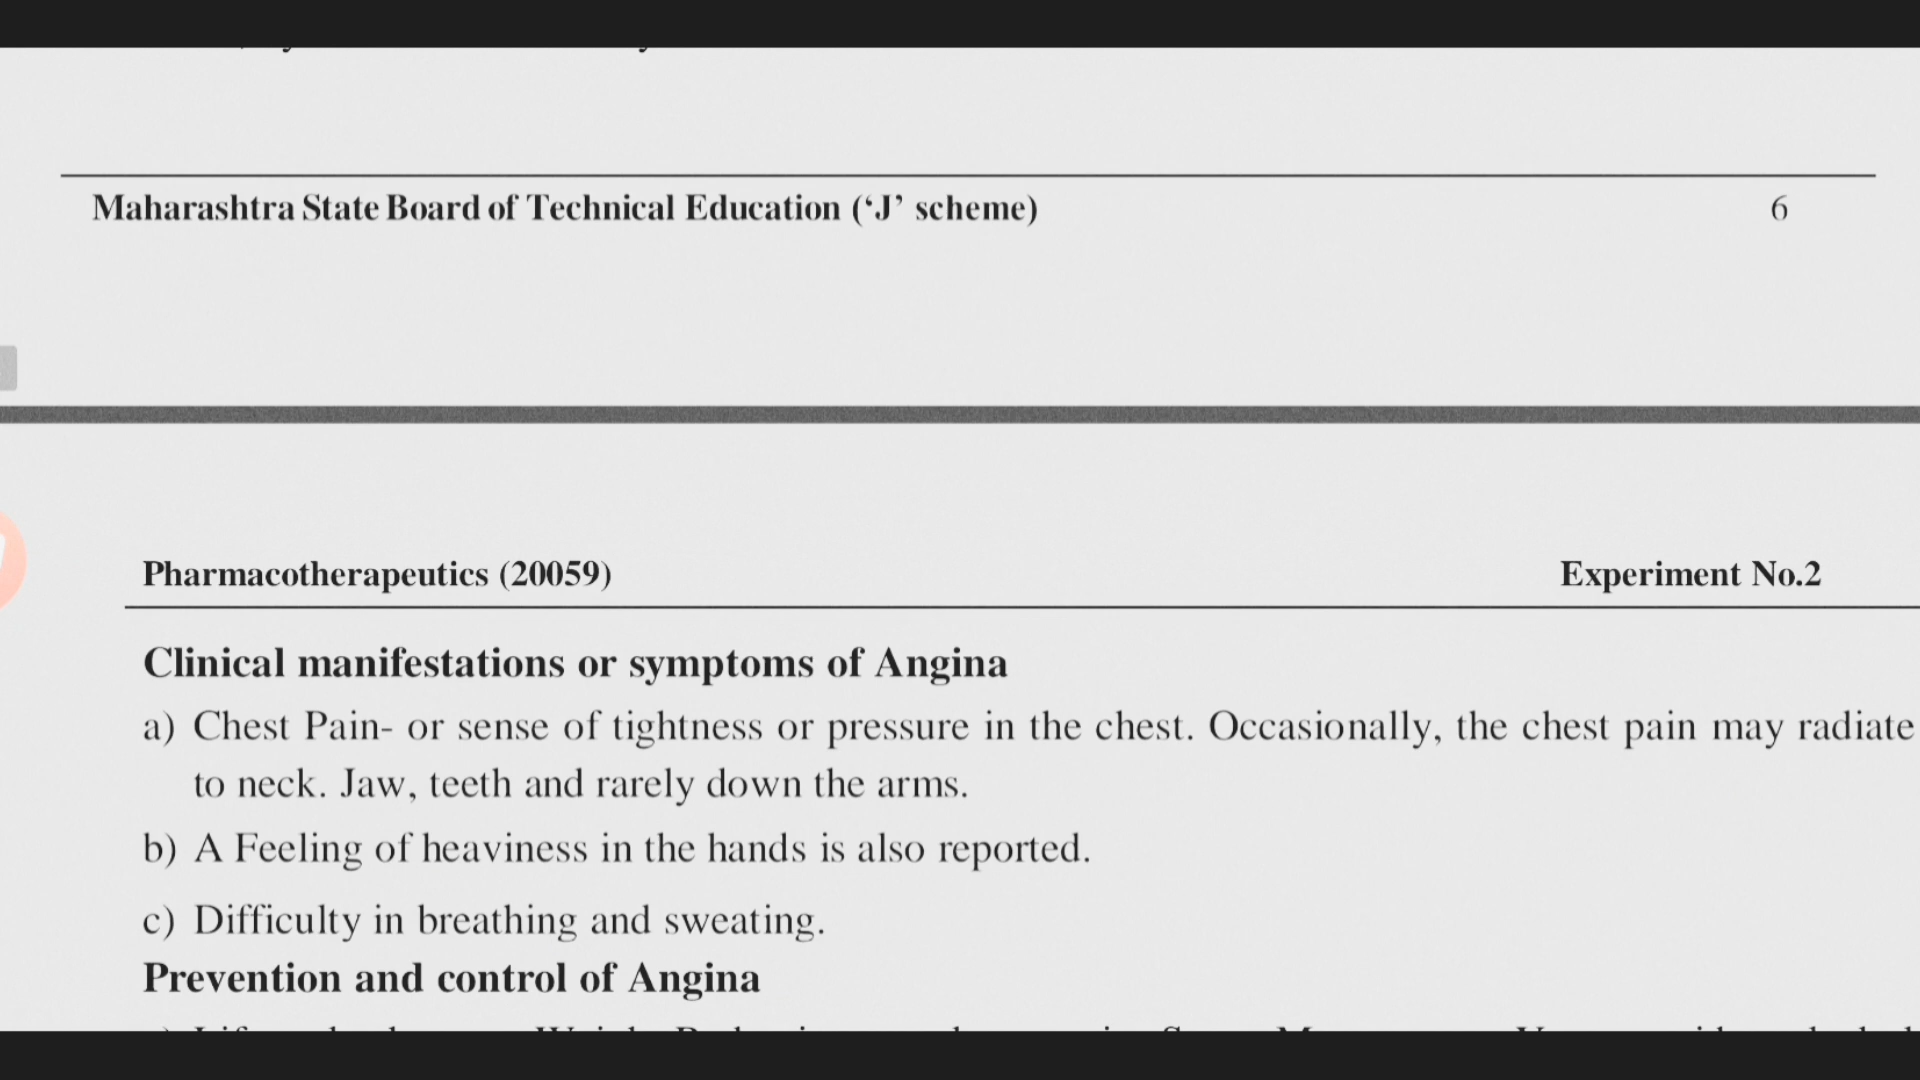 Maharashtra State Board of Technical Education (‘J’ scheme) 6
Pharmacotherapeutics (20059) Experiment No.2
Clinical manifestations or symptoms of Angina
a) Chest Pain- or sense of tightness or pressure in the chest. Occasionally, the chest pain may radiate
to neck. Jaw, teeth and rarely down the arms.
b) A Feeling of heaviness in the hands is also reported.
c) Difficulty in breathing and sweating.
Prevention and control of Angina